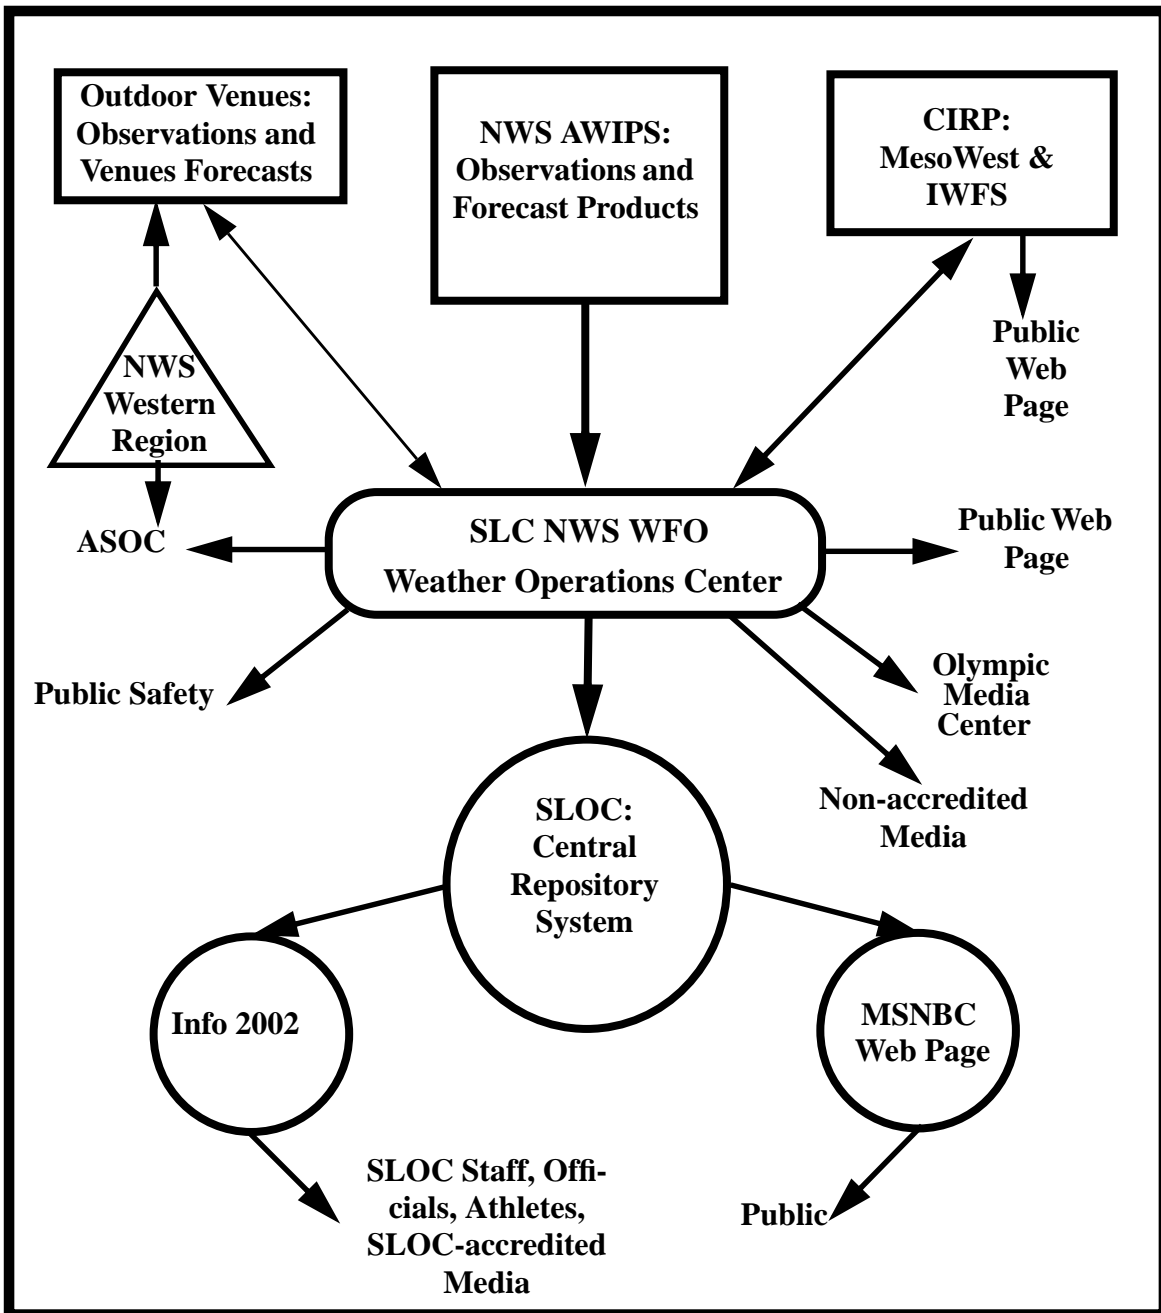 Outdoor Venues:
Observations and
Venues Forecasts
NWS AWIPS:
Observations and
Forecast Products
CIRP:
MesoWest &
IWFS
Public
Web
Page
NWS
Western
Region
ASOC
SLC NWS WFO
Weather Operations Center
Public Web
Page
Public Safety
Olympic
Media
Center
Non-accredited
Media
SLOC:
Central
Repository
System
Info 2002
MSNBC
Web Page
SLOC Staff, Offi-
cials, Athletes,
SLOC-accredited
Media
Public